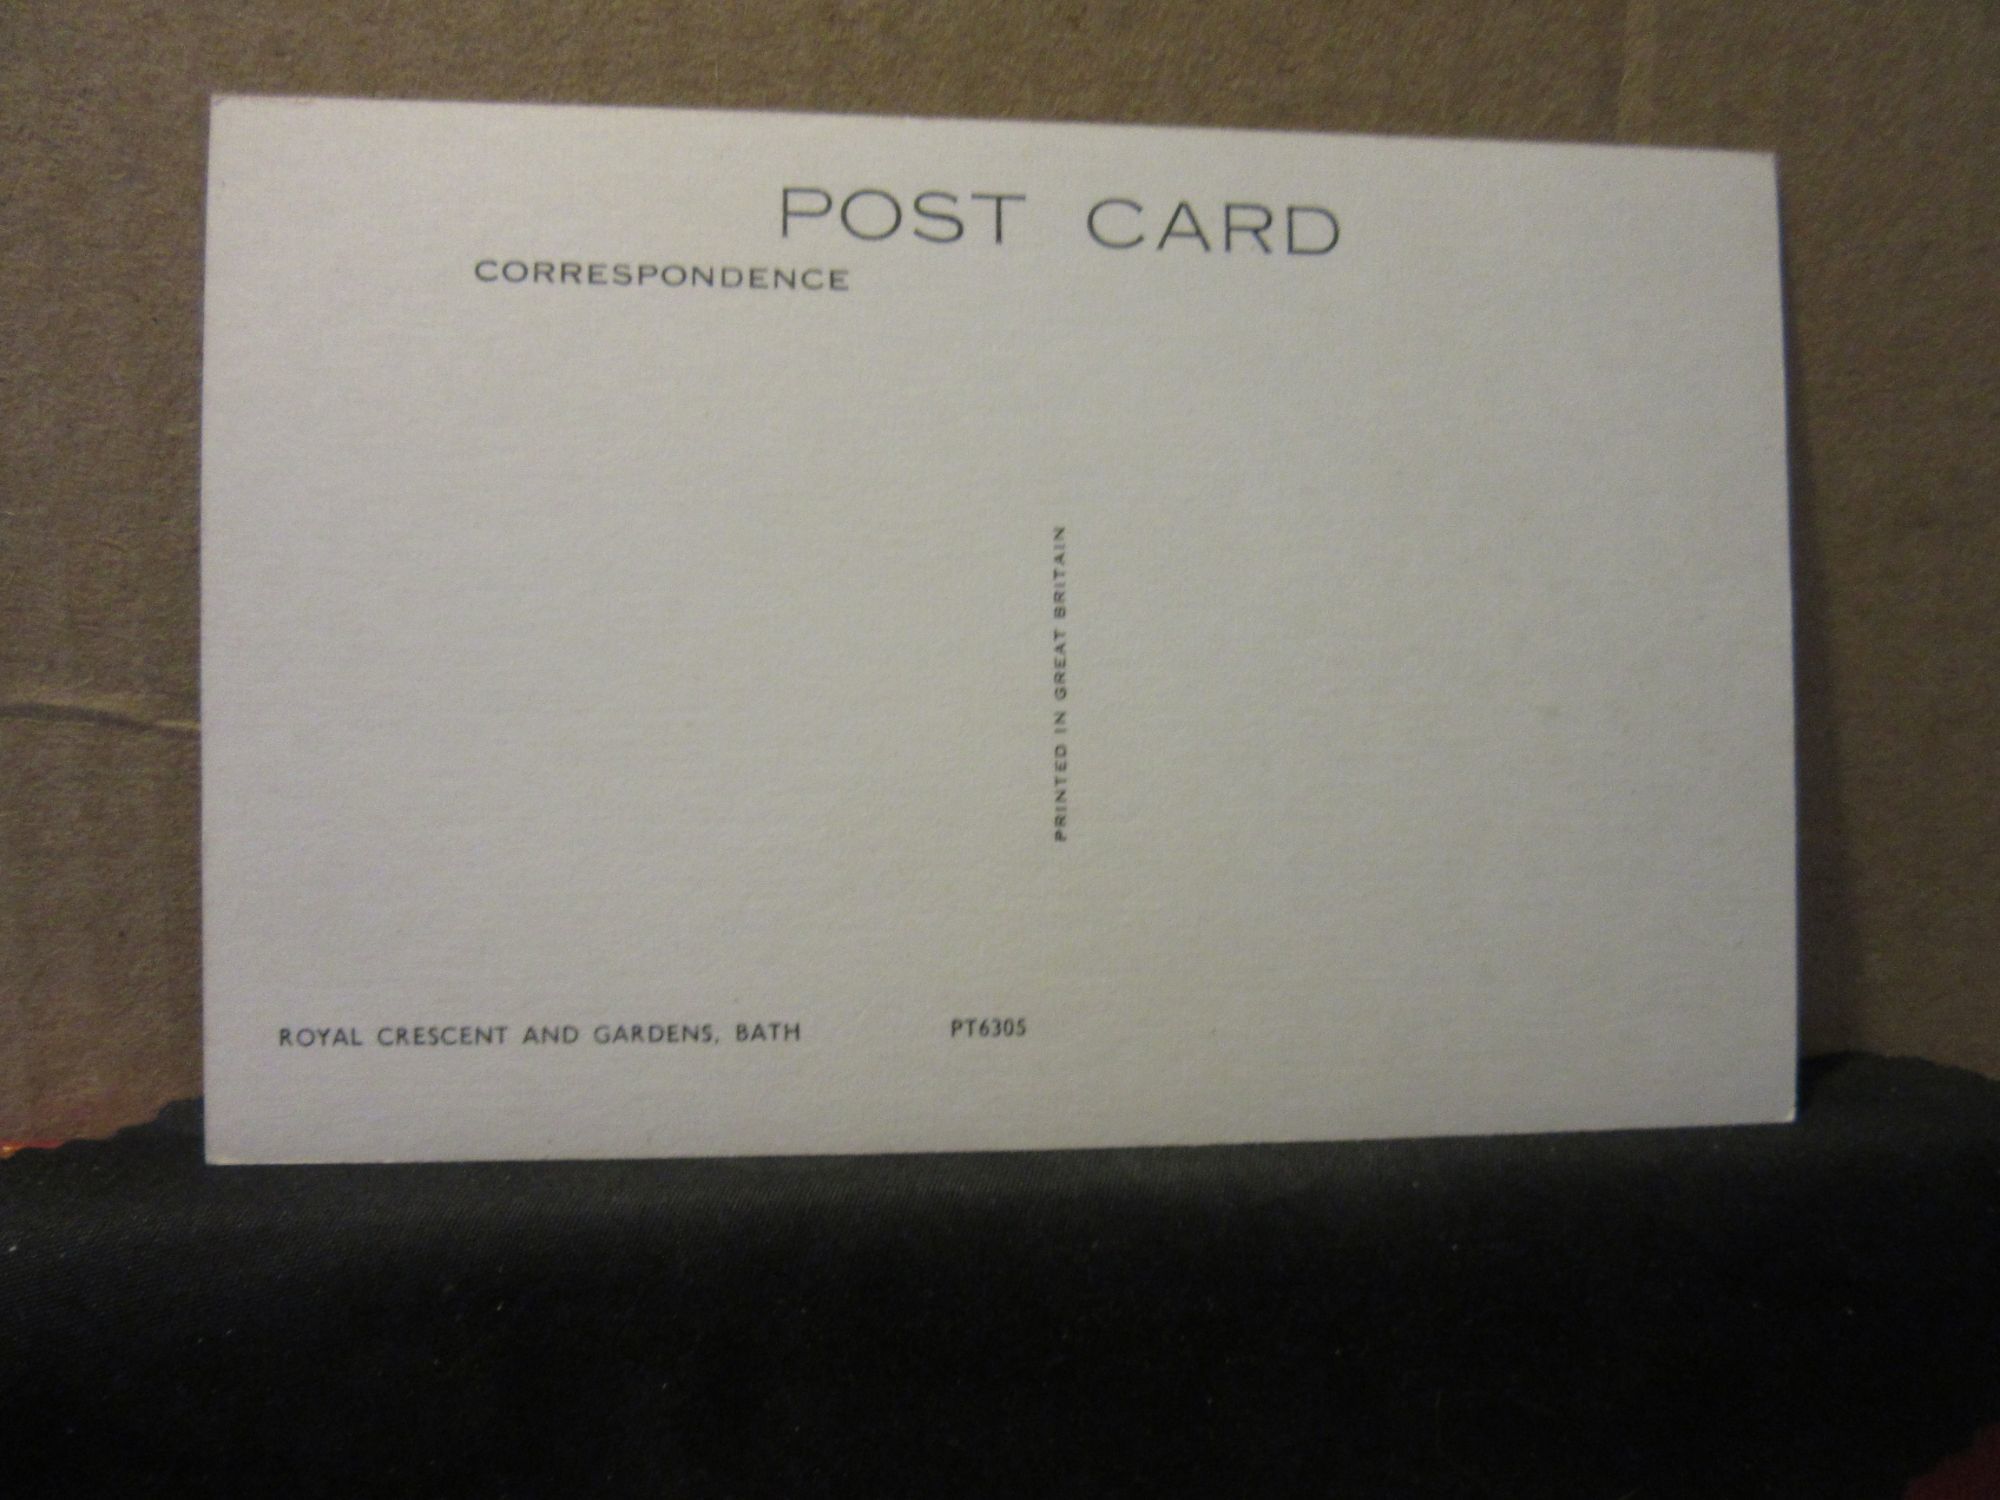 POST CARD
CORRESPONDENCE
PRINTED IN GREAT BRITAIN
ROYAL CRESCENT AND GARDENS, BATH
PT6305